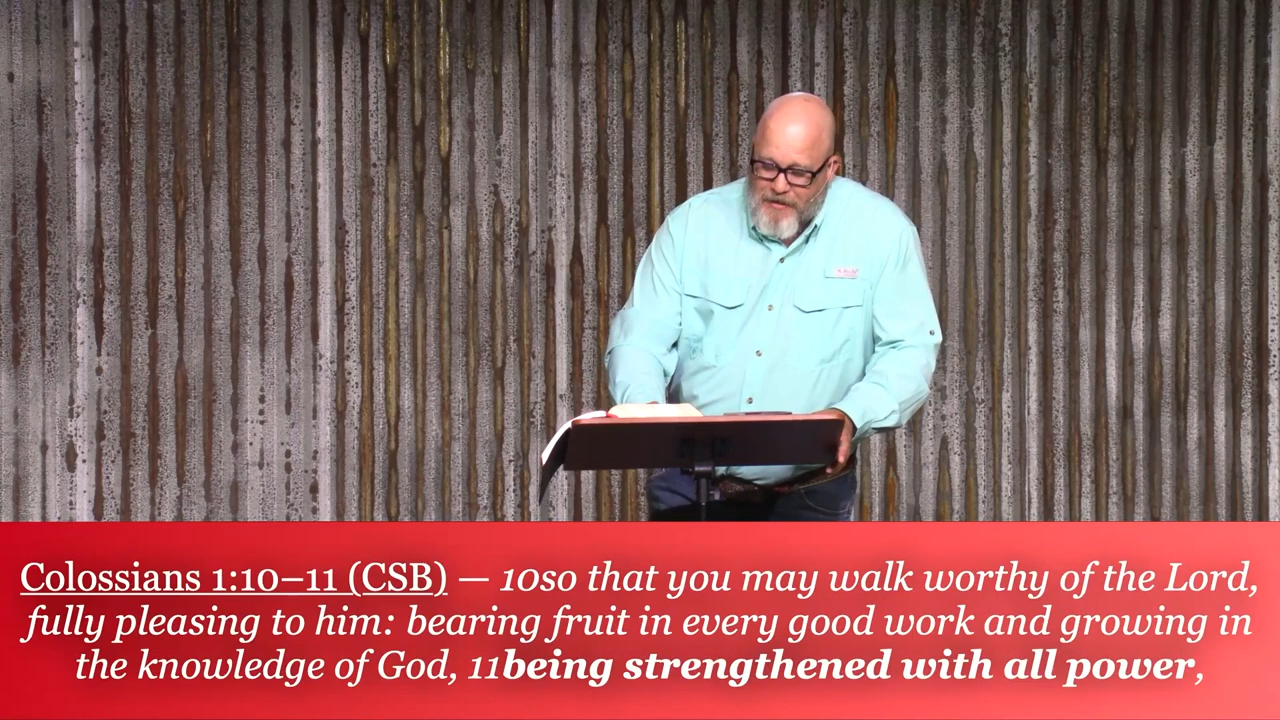 Colossians 1:10–11 (CSB) — 10so that you may walk worthy of the Lord,
fully pleasing to him: bearing fruit in every good work and growing in
the knowledge of God, 11being strengthened with all power,